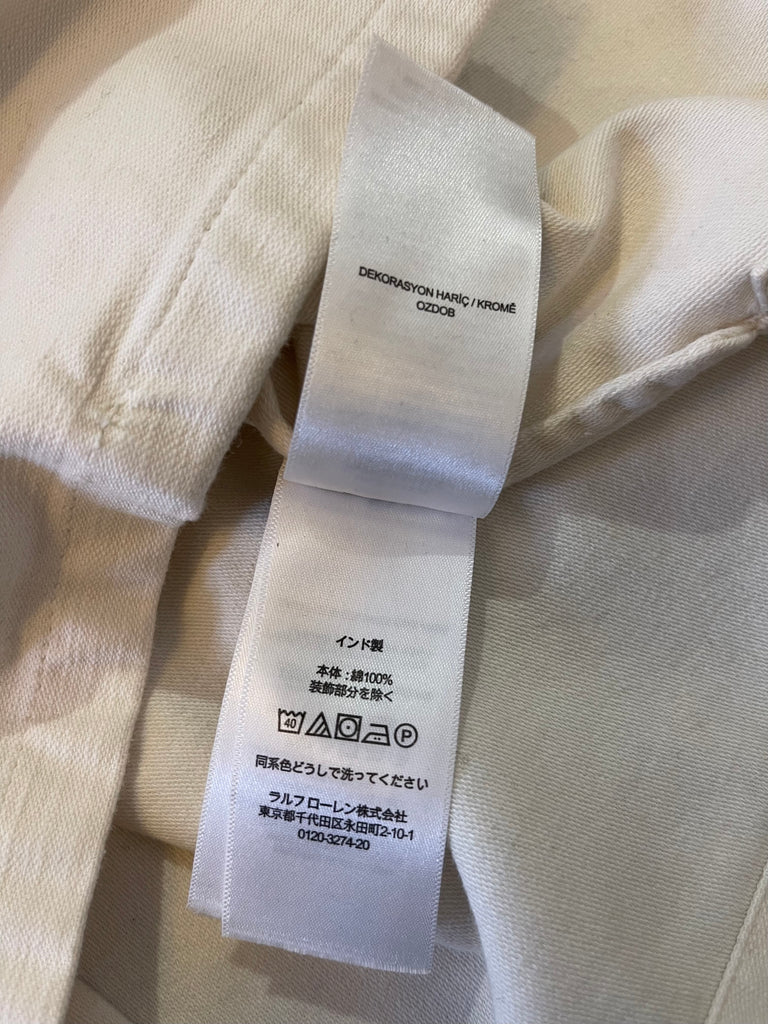 DEKORASYON HARİÇ / KROMĚ
OZDOB
インド製
本体 : 綿100%
装飾部分を除く
40 P
同系色どうしで洗ってください
ラルフ ローレン株式会社
東京都千代田区永田町2-10-1
0120-3274-20